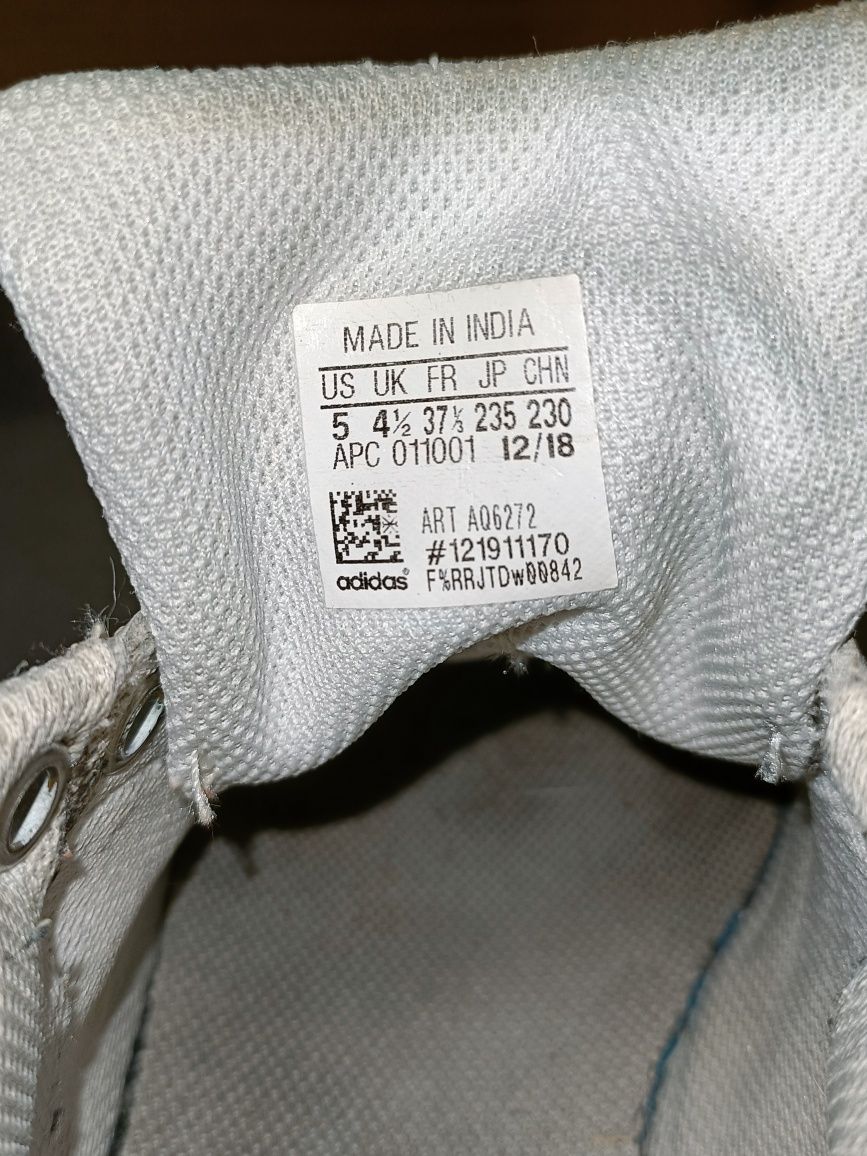 MADE IN INDIA
US UK FR JP CHN
5 4½ 37⅓ 235 230
APC 011001 12/18
ART AQ6272
#121911170
adidas® F%RRJTDw00842